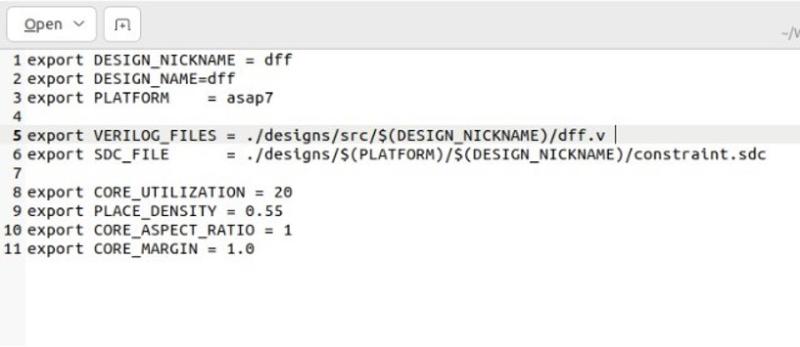 Open
~/W
1 export DESIGN_NICKNAME = dff
2 export DESIGN_NAME=dff
3 export PLATFORM    = asap7
4
5 export VERILOG_FILES = ./designs/src/$(DESIGN_NICKNAME)/dff.v
6 export SDC_FILE      = ./designs/$(PLATFORM)/$(DESIGN_NICKNAME)/constraint.sdc
7
8 export CORE_UTILIZATION = 20
9 export PLACE_DENSITY = 0.55
10 export CORE_ASPECT_RATIO = 1
11 export CORE_MARGIN = 1.0